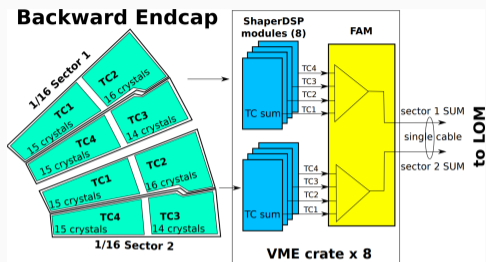 Backward Endcap
1/16 Sector 1
TC2
16 crystals
TC1
15 crystals
TC3
14 crystals
TC4
15 crystals
TC2
16 crystals
TC1
15 crystals
TC4
15 crystals
TC3
14 crystals
1/16 Sector 2
ShaperDSP
modules (8)
FAM
TC4
TC3
TC2
TC1
TC sum
TC4
TC3
TC2
TC1
TC sum
sector 1 SUM
single cable
sector 2 SUM
to LOM
VME crate x 8